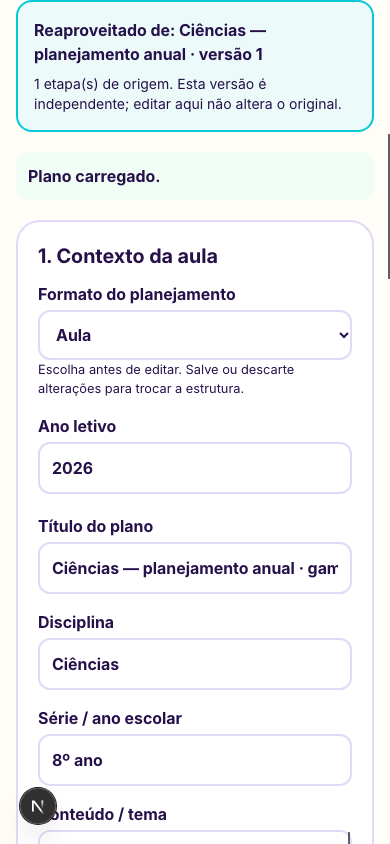 Reaproveitado de: Ciências —
planejamento anual · versão 1
1 etapa(s) de origem. Esta versão é
independente; editar aqui não altera o original.
Plano carregado.
1. Contexto da aula
Formato do planejamento
Aula
Escolha antes de editar. Salve ou descarte
alterações para trocar a estrutura.
Ano letivo
2026
Título do plano
Ciências — planejamento anual · gam
Disciplina
Ciências
Série / ano escolar
8º ano
N
onteúdo / tema